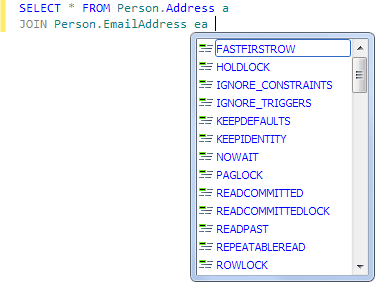 SELECT * FROM Person.Address a
JOIN Person.EmailAddress ea
FASTFIRSTROW
HOLDLOCK
IGNORE_CONSTRAINTS
IGNORE_TRIGGERS
KEEPDEFAULTS
KEEPIDENTITY
NOWAIT
PAGLOCK
READCOMMITTED
READCOMMITTEDLOCK
READPAST
REPEATABLEREAD
ROWLOCK